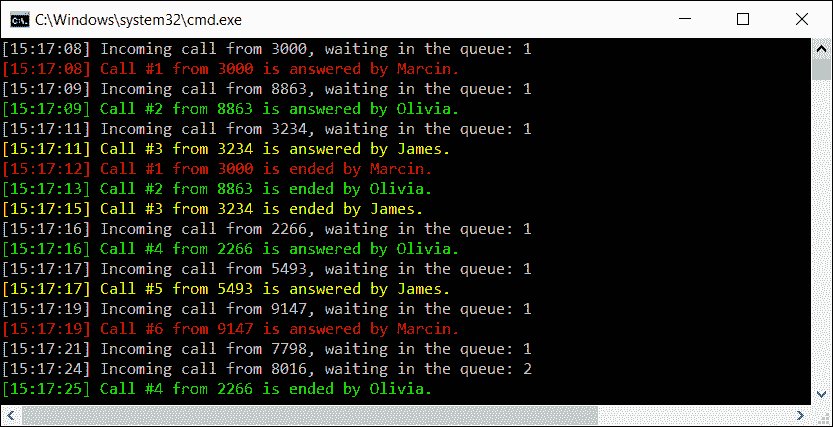 C:\Windows\system32\cmd.exe
[15:17:08] Incoming call from 3000, waiting in the queue: 1
[15:17:08] Call #1 from 3000 is answered by Marcin.
[15:17:09] Incoming call from 8863, waiting in the queue: 1
[15:17:09] Call #2 from 8863 is answered by Olivia.
[15:17:11] Incoming call from 3234, waiting in the queue: 1
[15:17:11] Call #3 from 3234 is answered by James.
[15:17:12] Call #1 from 3000 is ended by Marcin.
[15:17:13] Call #2 from 8863 is ended by Olivia.
[15:17:15] Call #3 from 3234 is ended by James.
[15:17:16] Incoming call from 2266, waiting in the queue: 1
[15:17:16] Call #4 from 2266 is answered by Olivia.
[15:17:17] Incoming call from 5493, waiting in the queue: 1
[15:17:17] Call #5 from 5493 is answered by James.
[15:17:19] Incoming call from 9147, waiting in the queue: 1
[15:17:19] Call #6 from 9147 is answered by Marcin.
[15:17:21] Incoming call from 7798, waiting in the queue: 1
[15:17:24] Incoming call from 8016, waiting in the queue: 2
[15:17:25] Call #4 from 2266 is ended by Olivia.